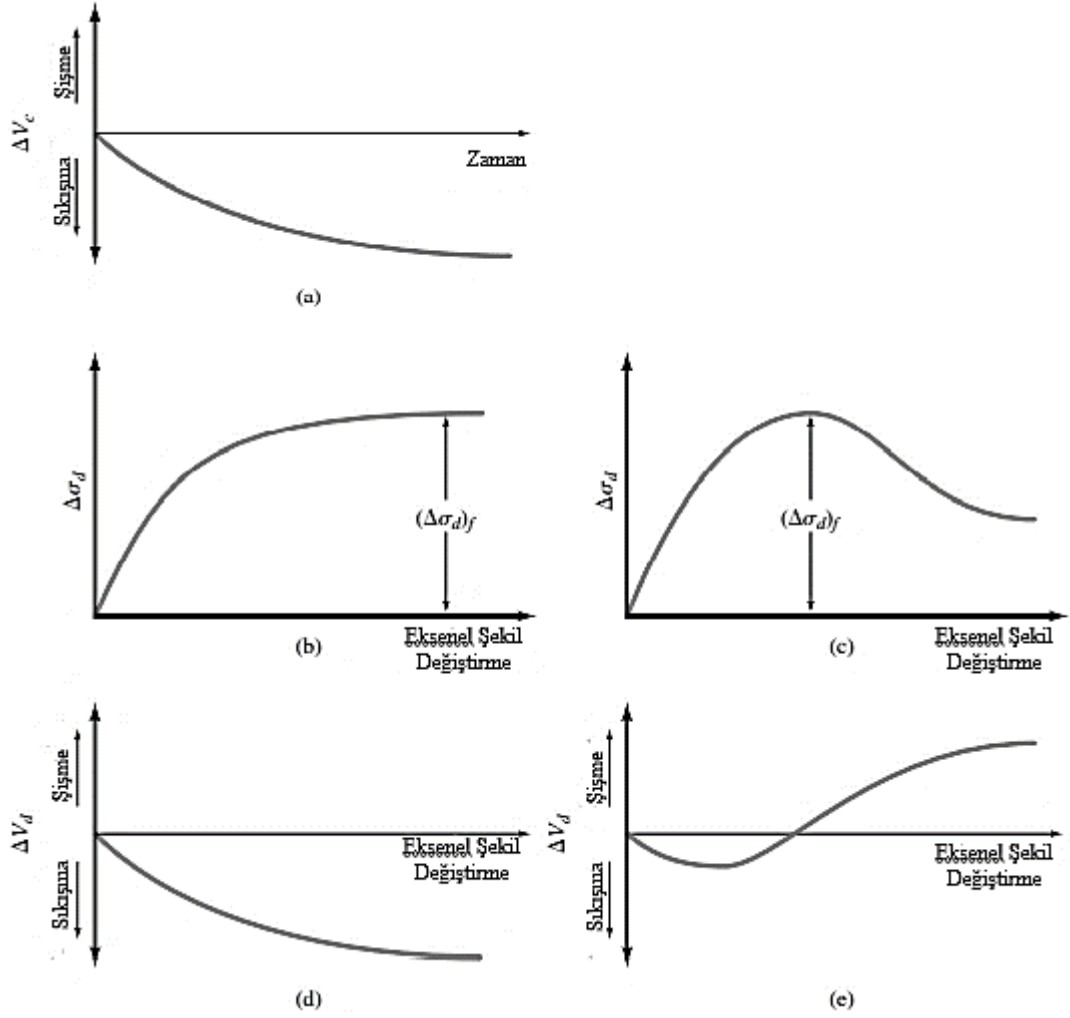 Şişme
ΔV_c
Sıkışma
Zaman
(a)
Δσ_d
(Δσ_d)_f
Eksenel Şekil
Değiştirme
(b)
Δσ_d
(Δσ_d)_f
Eksenel Şekil
Değiştirme
(c)
Şişme
ΔV_d
Sıkışma
Eksenel Şekil
Değiştirme
(d)
Şişme
ΔV_d
Sıkışma
Eksenel Şekil
Değiştirme
(e)